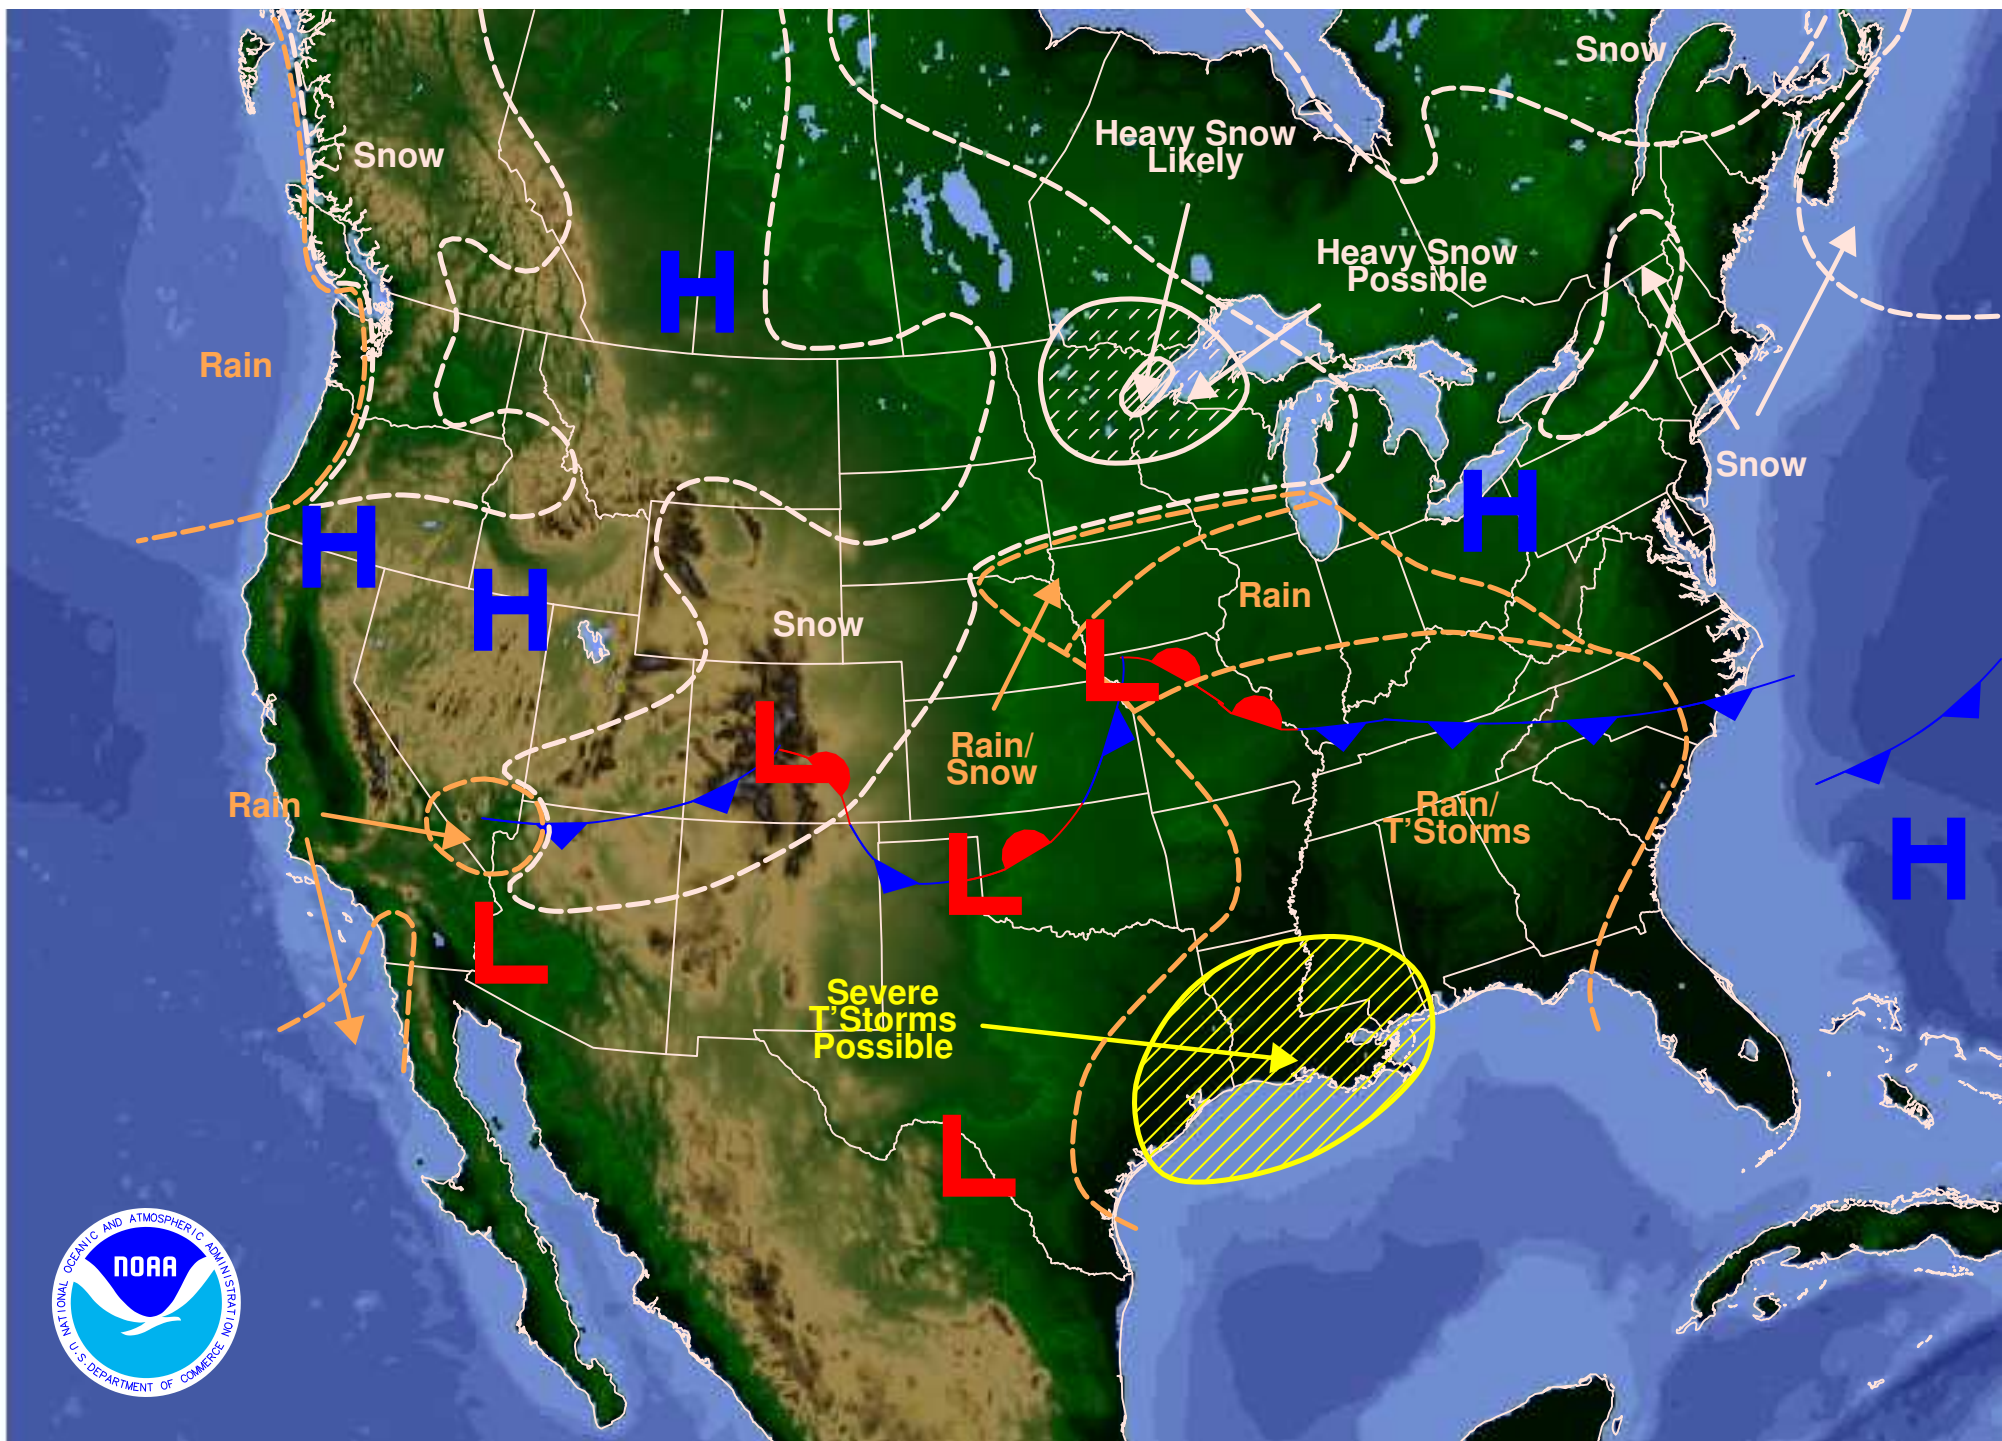 Snow
Heavy Snow
Likely
Snow
Heavy Snow
Possible
H
Rain
Snow
H
H
H
Rain
Snow
L
L
Rain/
Snow
Rain
Rain/
T'Storms
H
L
L
Severe
T'Storms
Possible
L
NOAA
NATIONAL OCEANIC AND ATMOSPHERIC ADMINISTRATION
U.S. DEPARTMENT OF COMMERCE